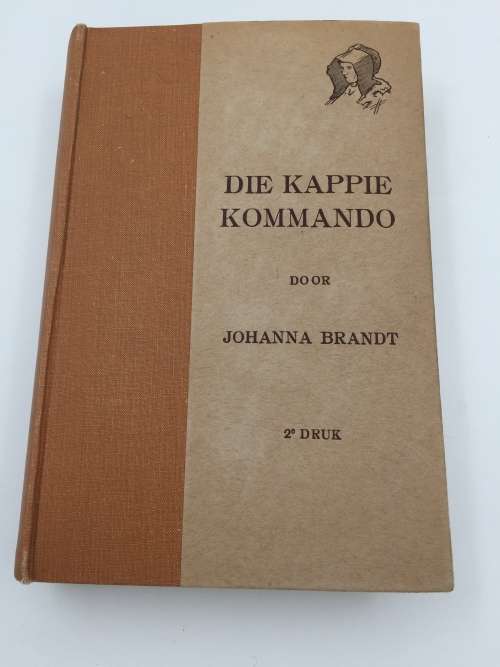 DIE KAPPIE
KOMMANDO
DOOR
JOHANNA BRANDT
2ᵉ DRUK